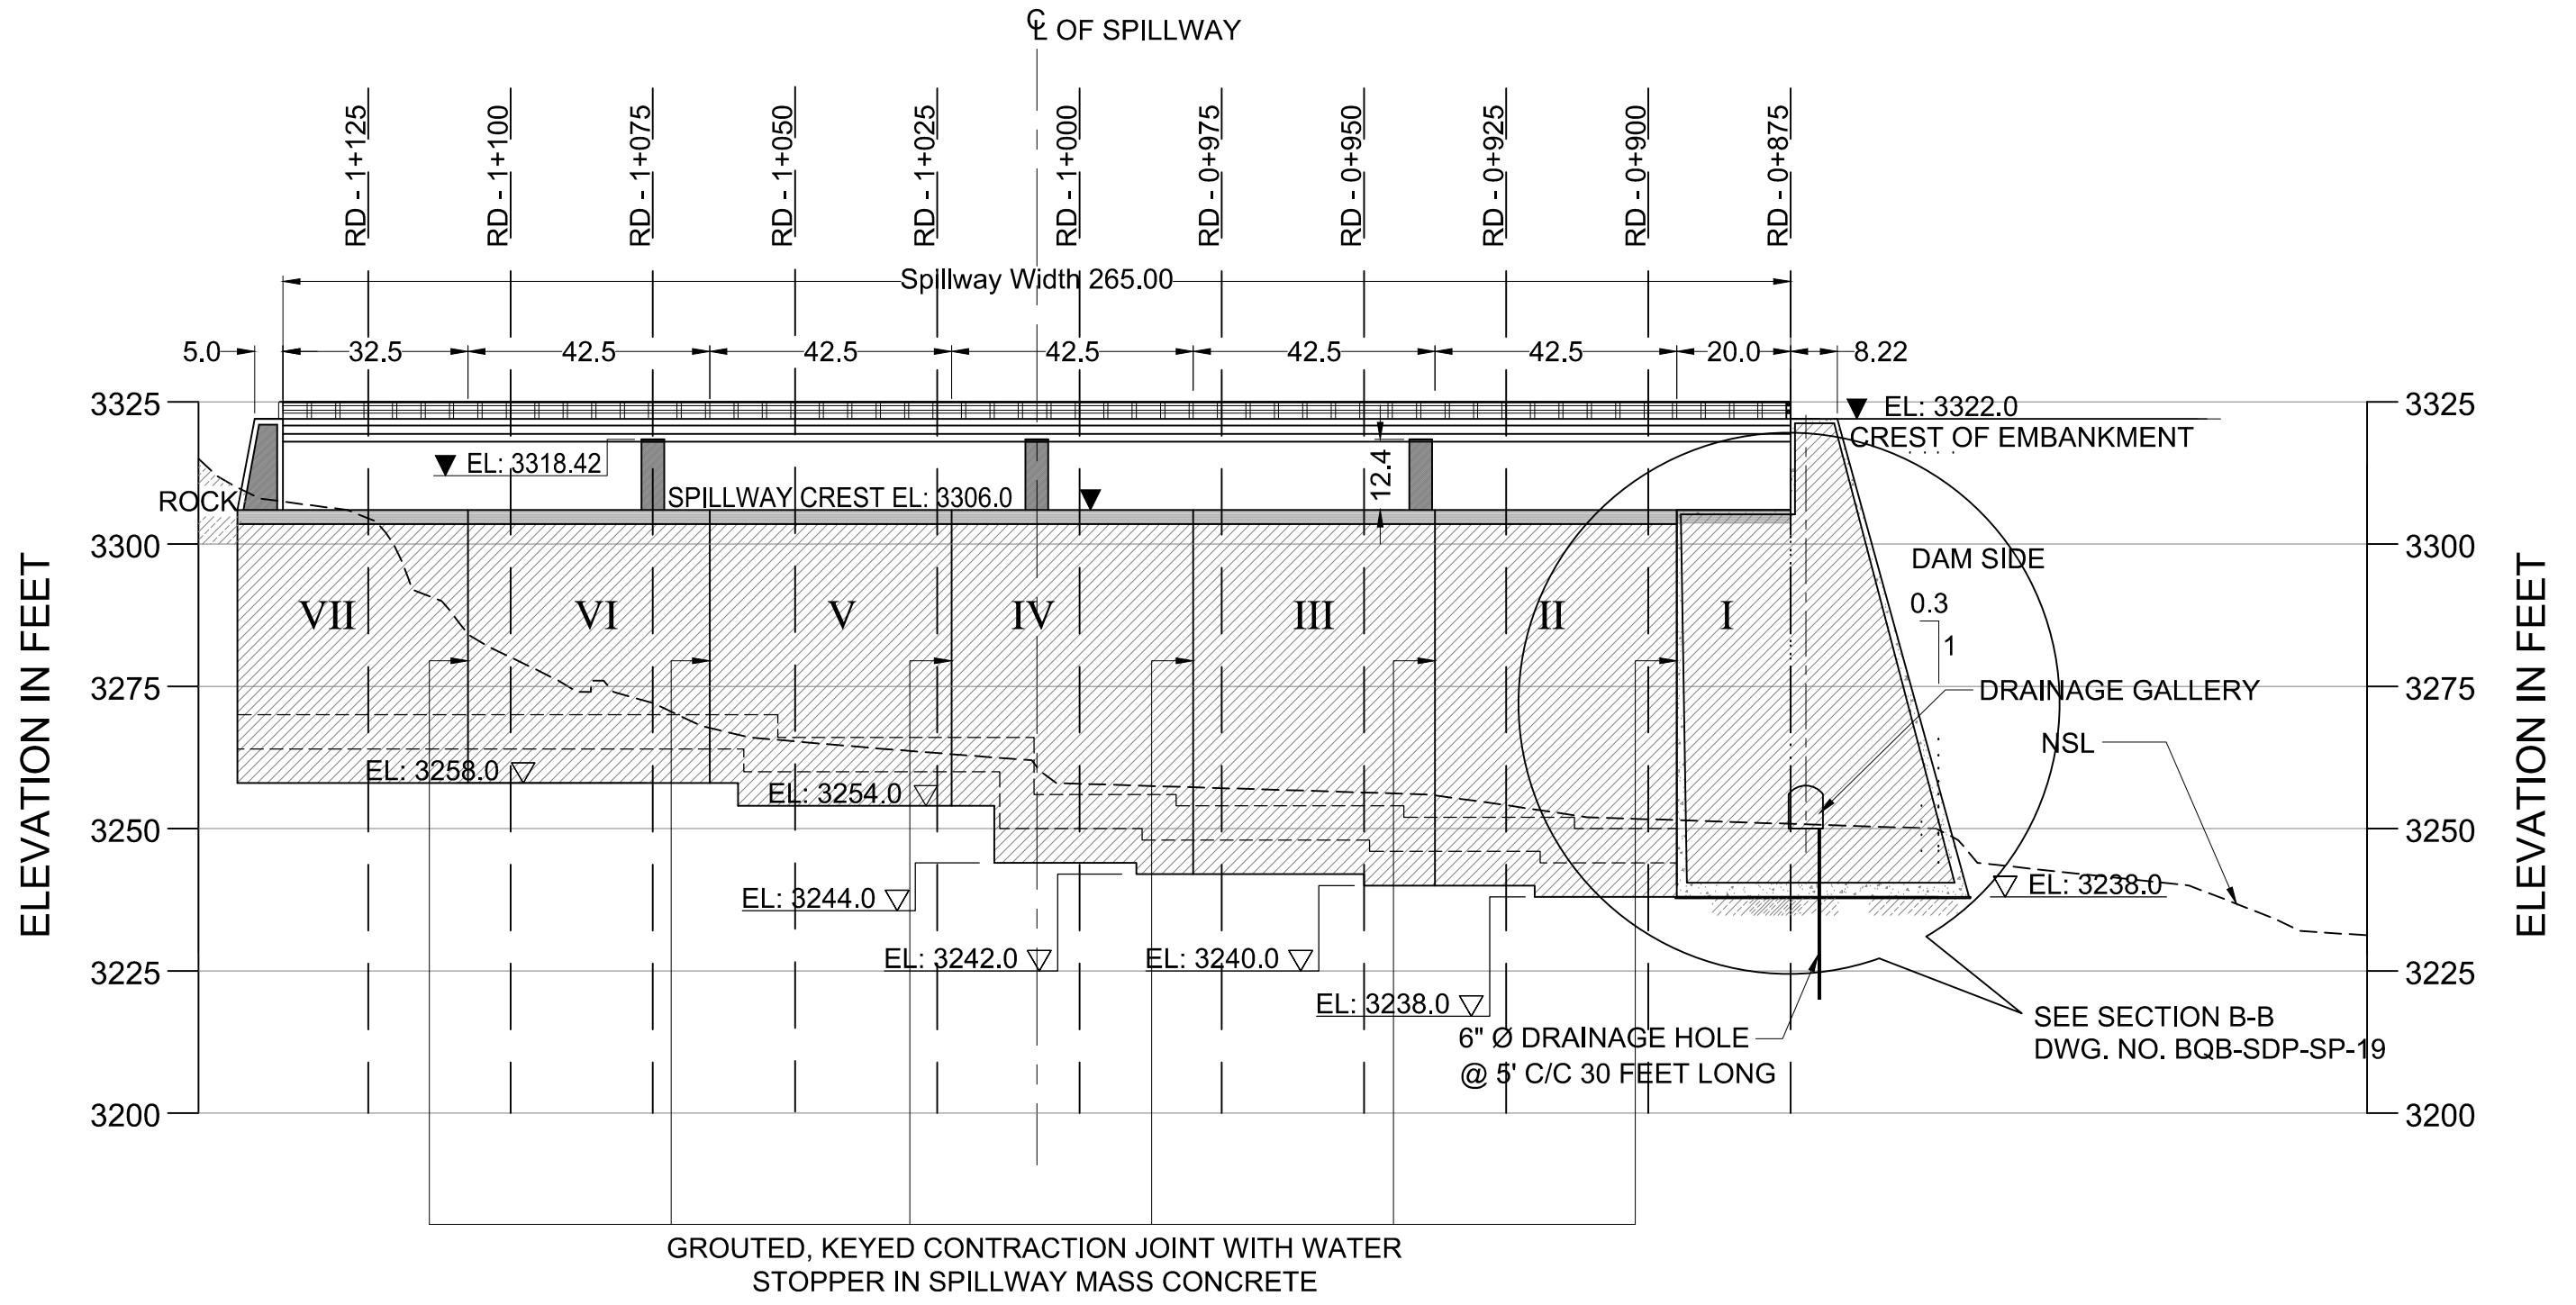 ℄ OF SPILLWAY
RD - 1+125
RD - 1+100
RD - 1+075
RD - 1+050
RD - 1+025
RD - 1+000
RD - 0+975
RD - 0+950
RD - 0+925
RD - 0+900
RD - 0+875
Spillway Width 265.00
5.0
32.5
42.5
42.5
42.5
42.5
42.5
20.0
8.22
3325
3325
EL: 3322.0
CREST OF EMBANKMENT
EL: 3318.42
12.4
ROCK
SPILLWAY CREST EL: 3306.0
3300
3300
DAM SIDE
0.3
1
VII
VI
V
IV
III
II
I
ELEVATION IN FEET
ELEVATION IN FEET
3275
3275
DRAINAGE GALLERY
NSL
EL: 3258.0
EL: 3254.0
3250
3250
EL: 3244.0
EL: 3238.0
EL: 3242.0
EL: 3240.0
3225
3225
EL: 3238.0
6" Ø DRAINAGE HOLE
@ 5' C/C 30 FEET LONG
SEE SECTION B-B
DWG. NO. BQB-SDP-SP-19
3200
3200
GROUTED, KEYED CONTRACTION JOINT WITH WATER
STOPPER IN SPILLWAY MASS CONCRETE